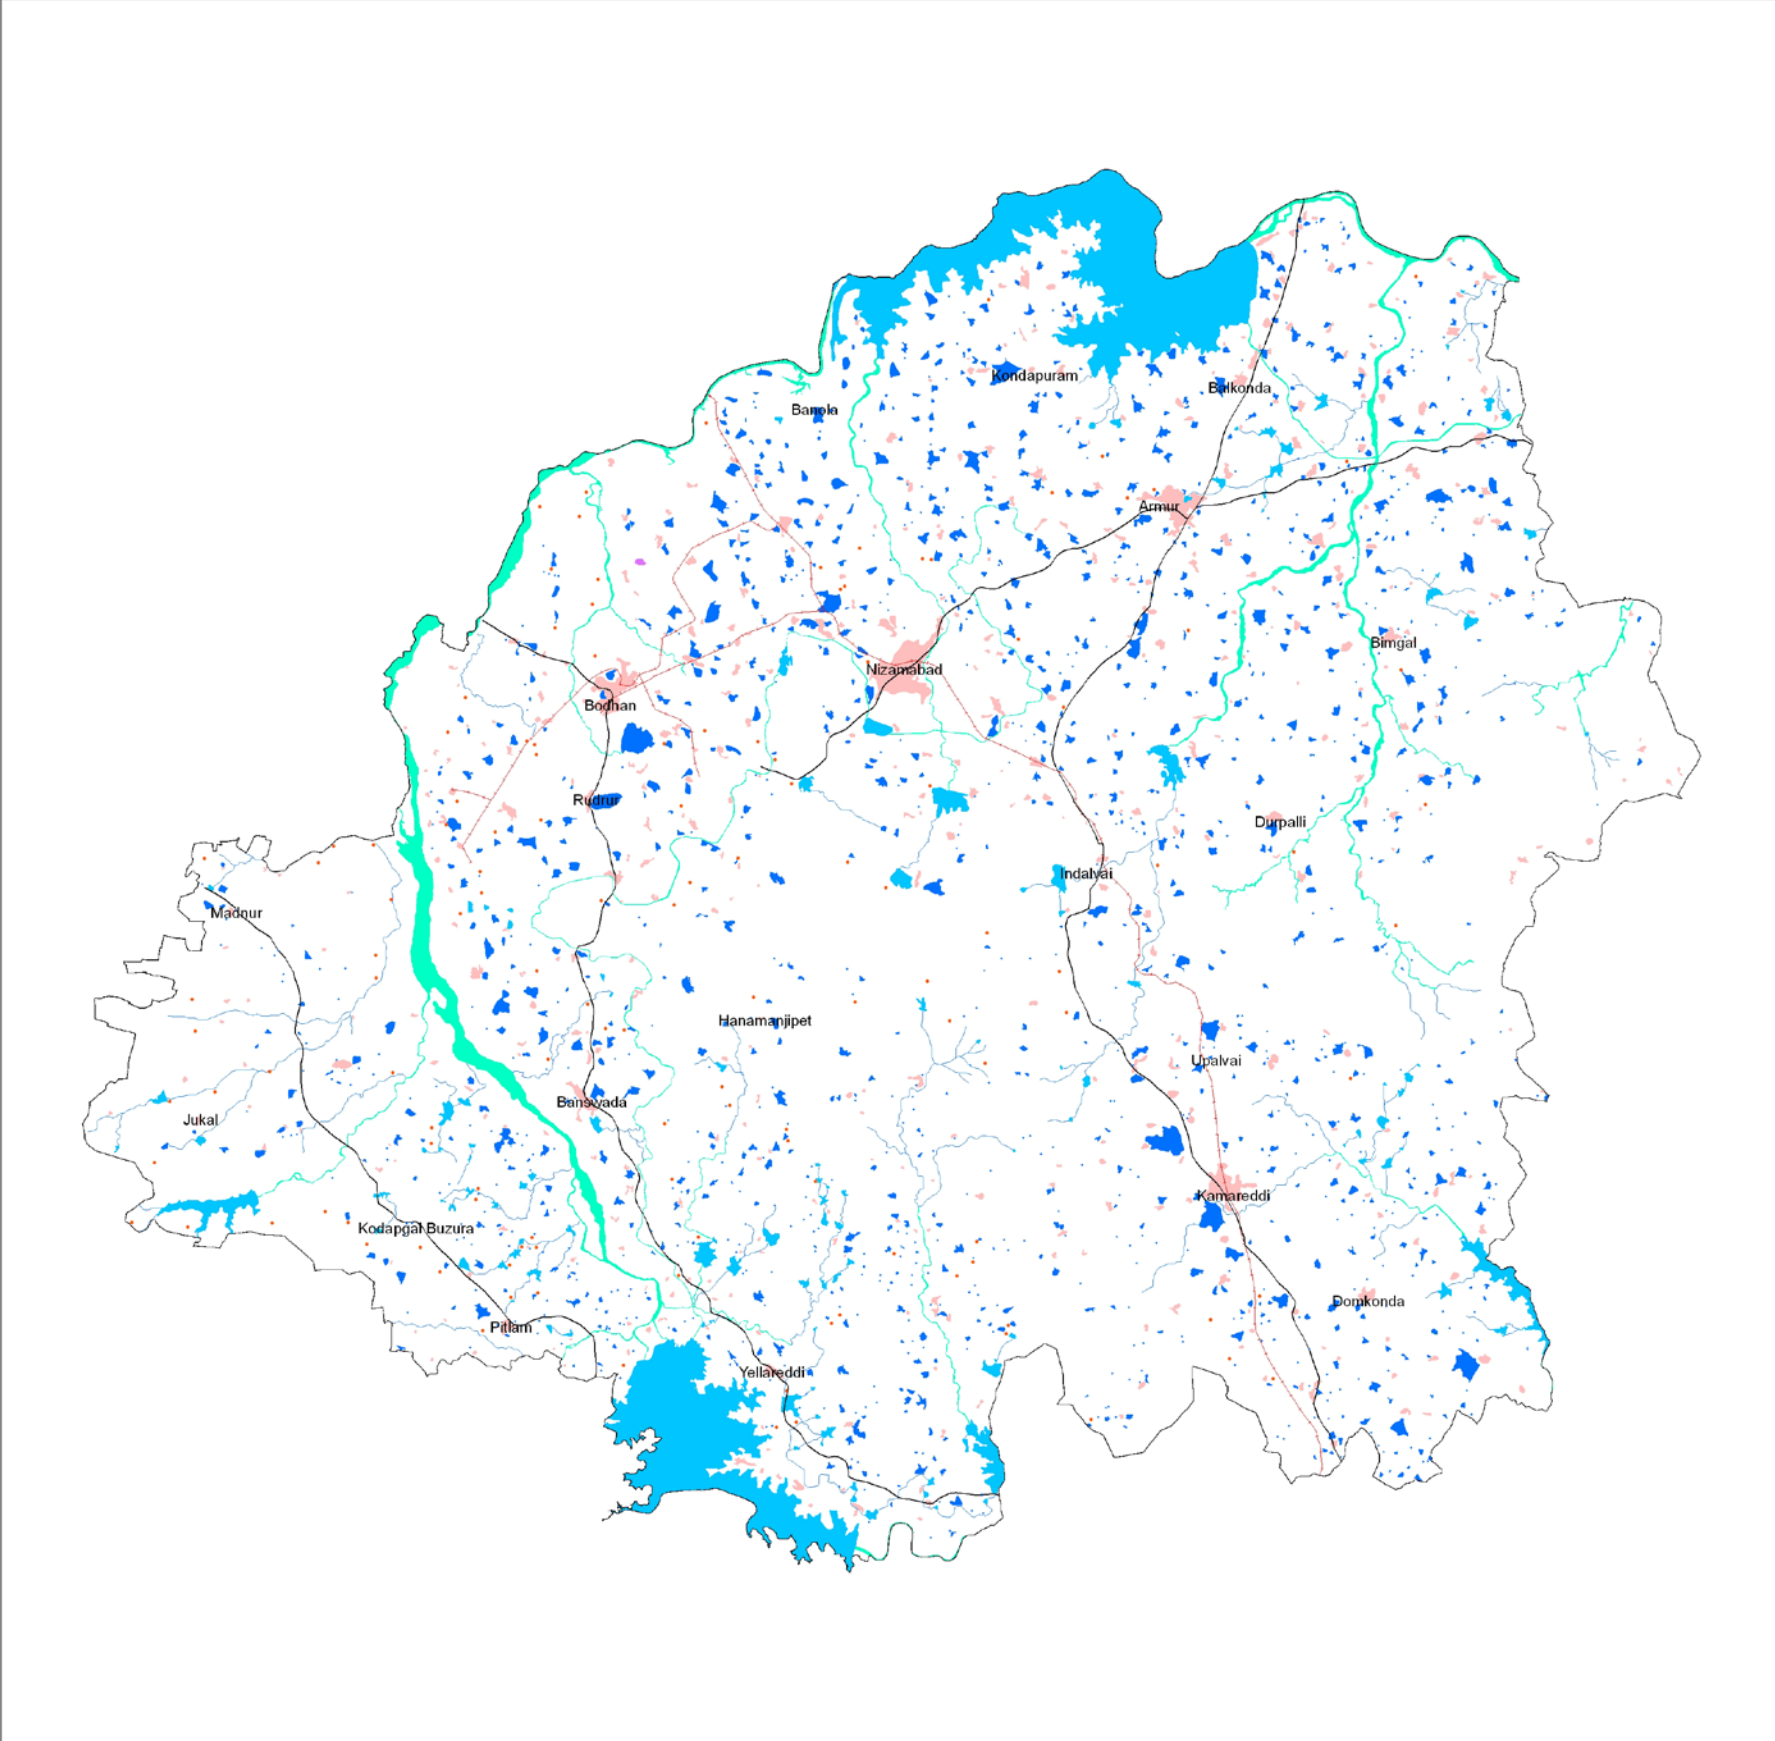 Kondapuram
Balkonda
Banola
Armur
Bimgal
Nizamabad
Bodhan
Rudrur
Durpalli
Indalvai
Madnur
Hanamanjipet
Upalvai
Banswada
Jukal
Kamareddi
Kodapgal Buzura
Domkonda
Pitlam
Yellareddi